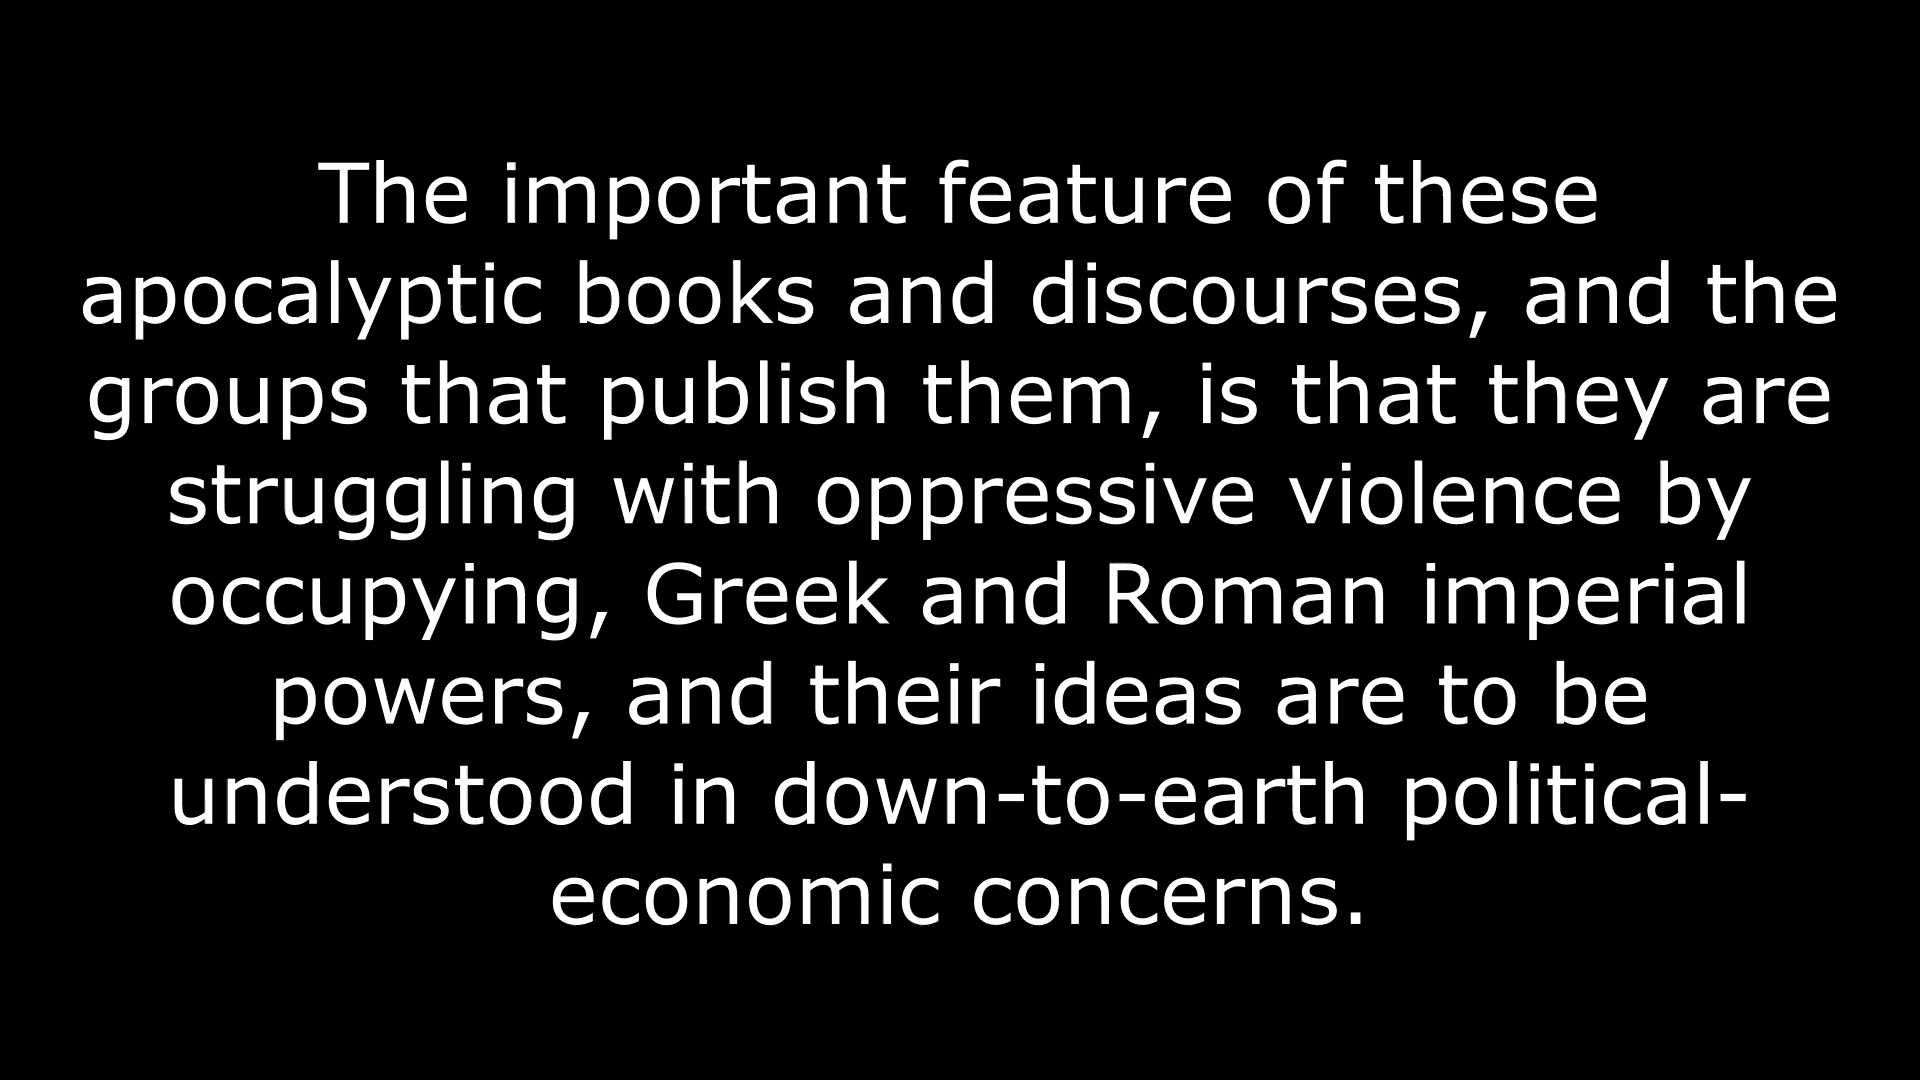 The important feature of these
apocalyptic books and discourses, and the
groups that publish them, is that they are
struggling with oppressive violence by
occupying, Greek and Roman imperial
powers, and their ideas are to be
understood in down-to-earth political-
economic concerns.